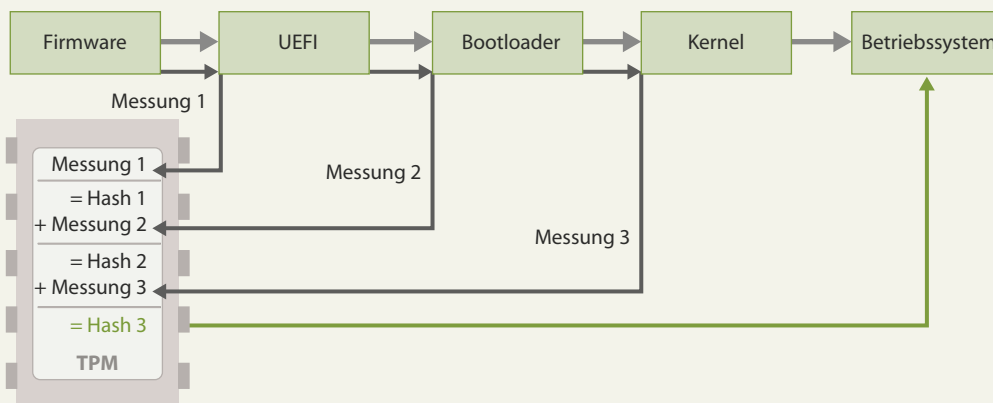 Firmware
UEFI
Bootloader
Kernel
Betriebssystem
Messung 1
Messung 2
Messung 3
Messung 1
= Hash 1
+ Messung 2
= Hash 2
+ Messung 3
= Hash 3
TPM